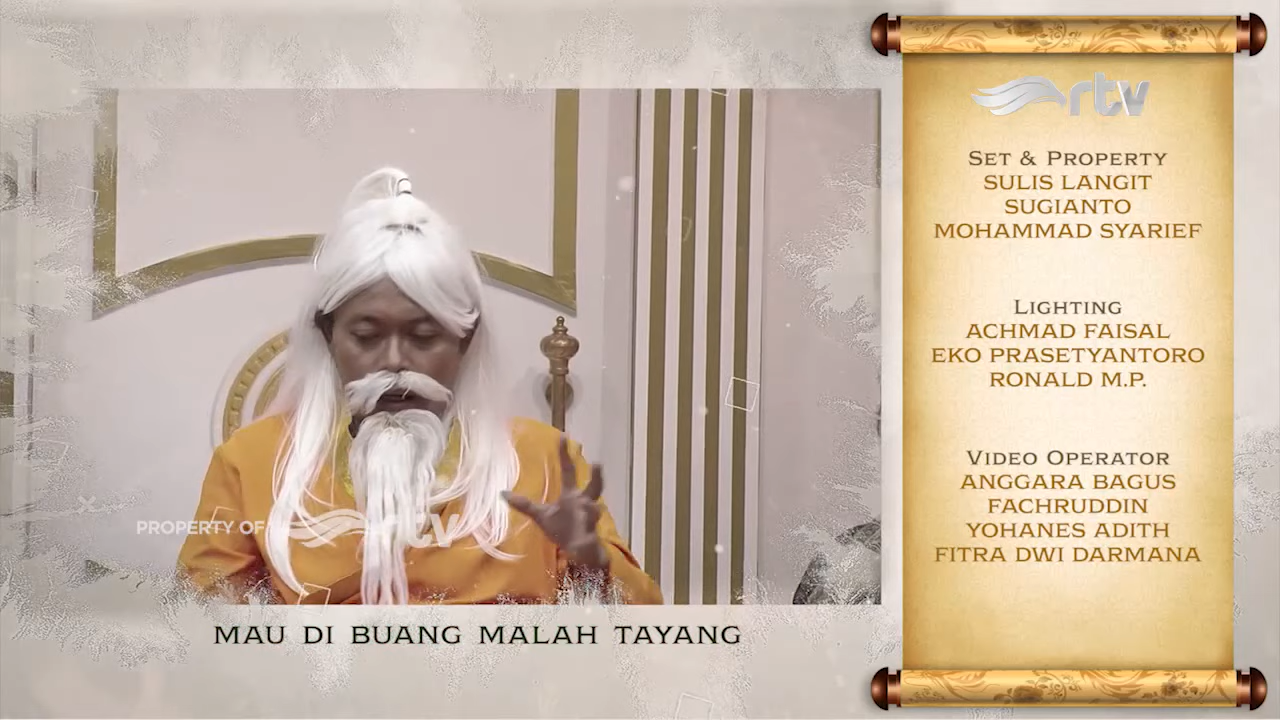 rtv
SET & PROPERTY
SULIS LANGIT
SUGIANTO
MOHAMMAD SYARIEF
LIGHTING
ACHMAD FAISAL
EKO PRASETYANTORO
RONALD M.P.
VIDEO OPERATOR
ANGGARA BAGUS
FACHRUDDIN
YOHANES ADITH
FITRA DWI DARMANA
PROPERTY OF rtv
MAU DI BUANG MALAH TAYANG